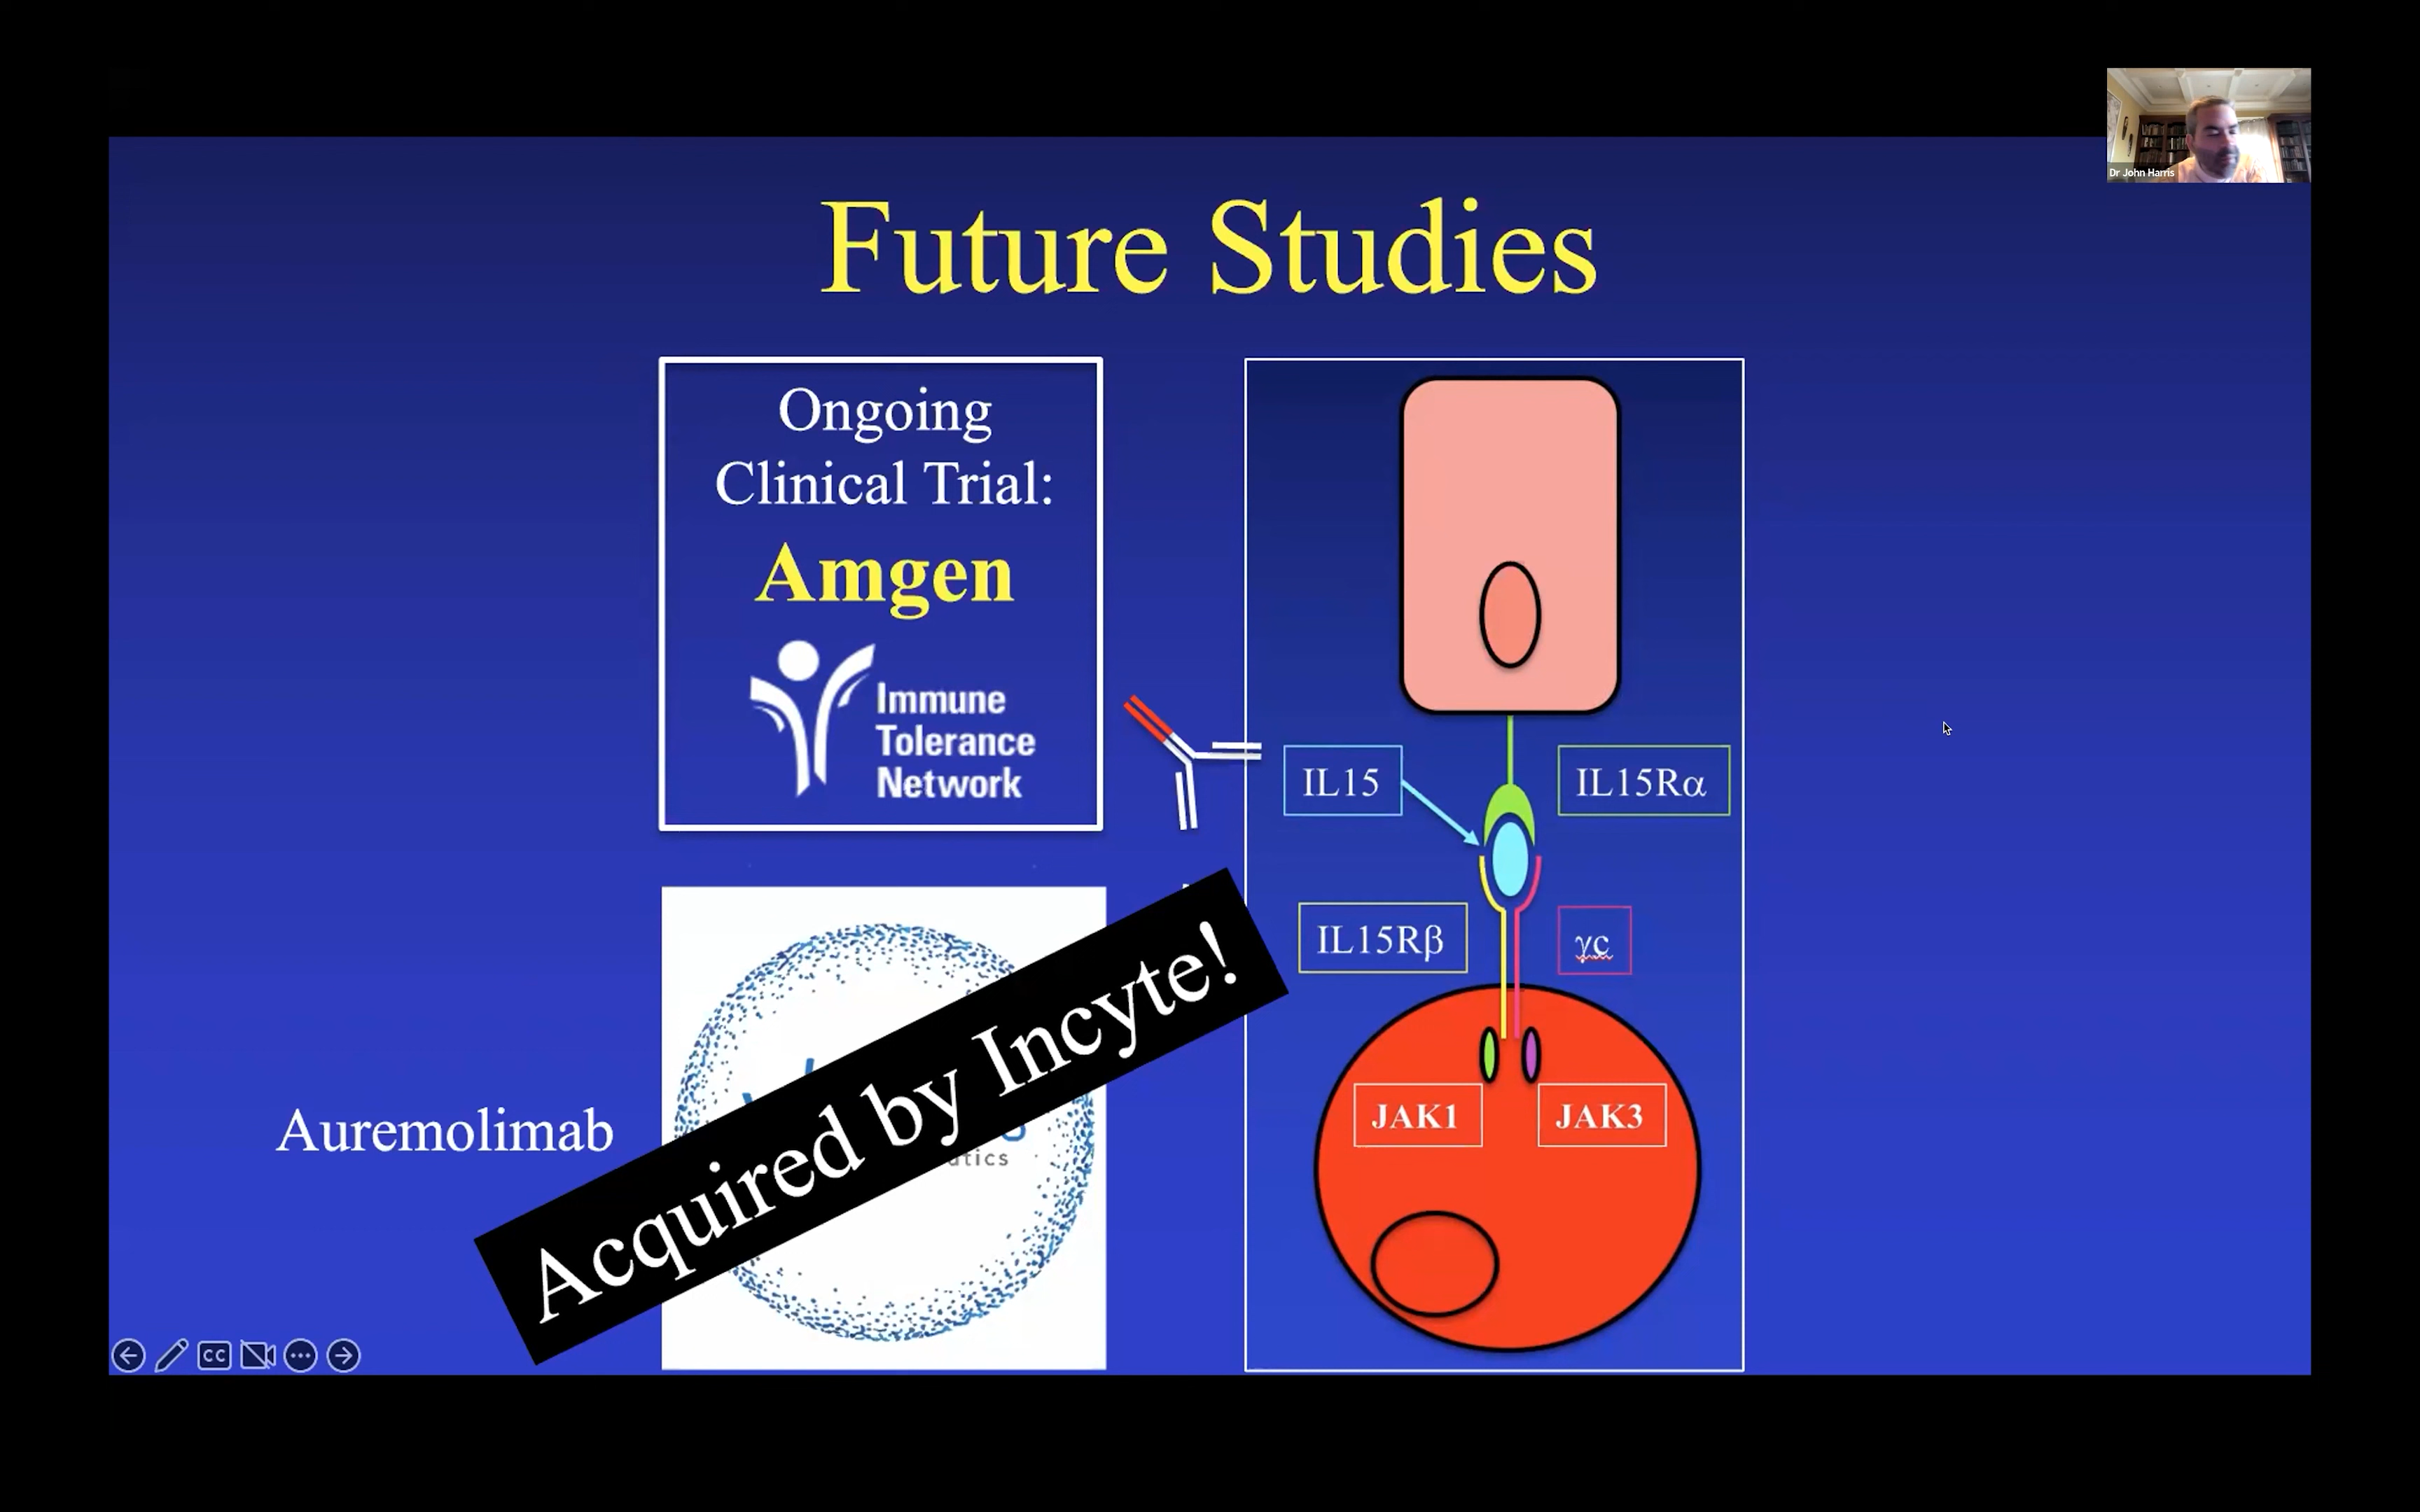 Dr John Harris
Future Studies
Ongoing
Clinical Trial:
Amgen
Immune
Tolerance
Network
IL15
IL15Rα
IL15Rβ
γc
JAK1
JAK3
Auremolimab
Acquired by Incyte!
CC